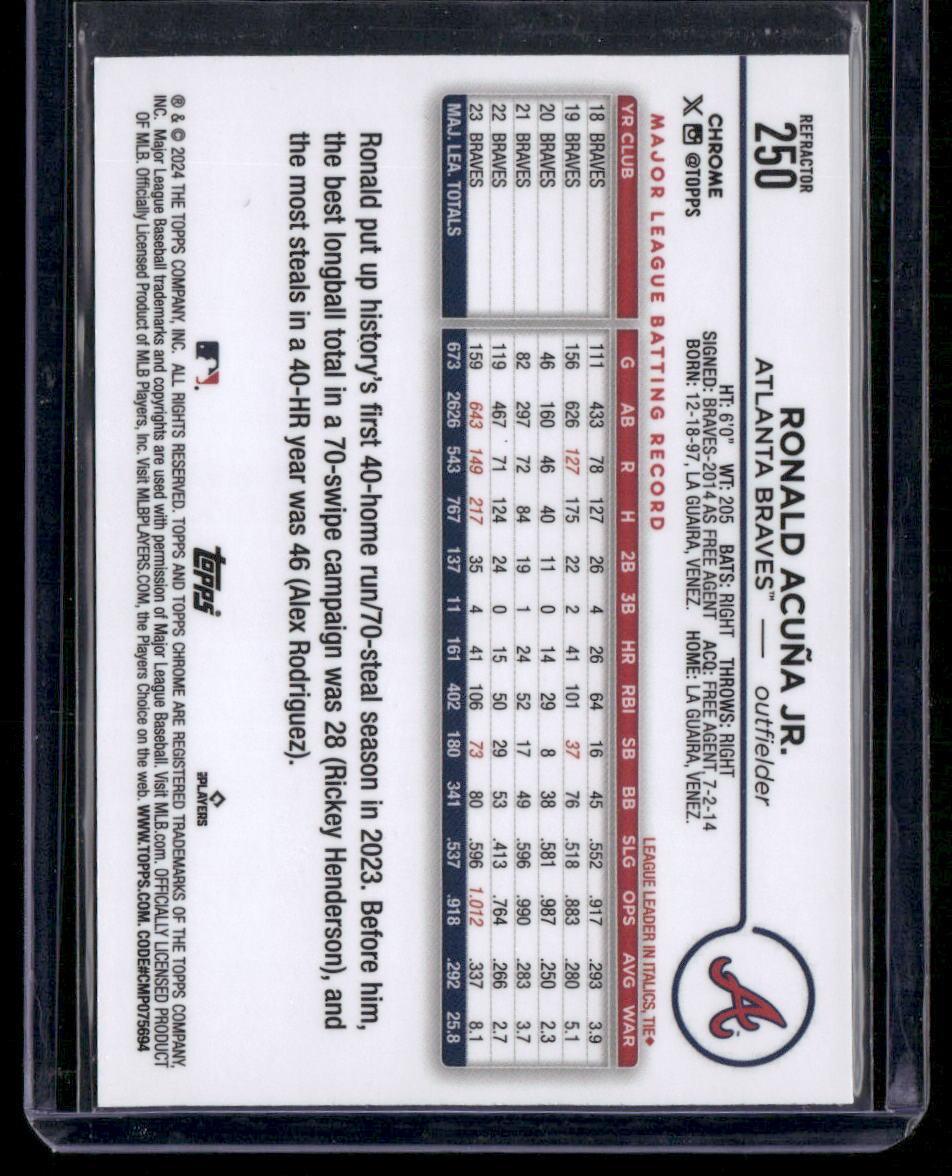 REFRACTOR
250
RONALD ACUÑA JR.
ATLANTA BRAVES™ — outfielder
A
CHROME
X @TOPPS
HT: 6'0" WT: 205 BATS: RIGHT THROWS: RIGHT
SIGNED: BRAVES-2014 AS FREE AGENT ACQ: FREE AGENT, 7-2-14
BORN: 12-18-97, LA GUAIRA, VENEZ. HOME: LA GUAIRA, VENEZ.
MAJOR LEAGUE BATTING RECORD
LEAGUE LEADER IN ITALICS, TIE♦
YR CLUB G AB R H 2B 3B HR RBI SB BB SLG OPS AVG WAR
18 BRAVES 111 433 78 127 26 4 26 64 16 45 .552 .917 .293 3.9
19 BRAVES 156 626 127 175 22 2 41 101 37 76 .518 .883 .280 5.1
20 BRAVES 46 160 46 40 11 0 14 29 8 38 .581 .987 .250 2.3
21 BRAVES 82 297 72 84 19 1 24 52 17 49 .596 .990 .283 3.7
22 BRAVES 119 467 71 124 24 0 15 50 29 53 .413 .764 .266 2.7
23 BRAVES 159 643 149 217 35 4 41 106 73 80 .596 1.012 .337 8.1
MAJ. LEA. TOTALS 673 2626 543 767 137 11 161 402 180 341 .537 .918 .292 25.8
Ronald put up history's first 40-home run/70-steal season in 2023. Before him,
the best longball total in a 70-swipe campaign was 28 (Rickey Henderson), and
the most steals in a 40-HR year was 46 (Alex Rodriguez).
topps
PLAYERS
® & © 2024 THE TOPPS COMPANY, INC. ALL RIGHTS RESERVED. TOPPS AND TOPPS CHROME ARE REGISTERED TRADEMARKS OF THE TOPPS COMPANY,
INC. Major League Baseball trademarks and copyrights are used with permission of Major League Baseball. Visit MLB.com. OFFICIALLY LICENSED PRODUCT
OF MLB. Officially Licensed Product of MLB Players, Inc. Visit MLBPLAYERS.COM, the Players Choice on the web. WWW.TOPPS.COM. CODE#CMP075694